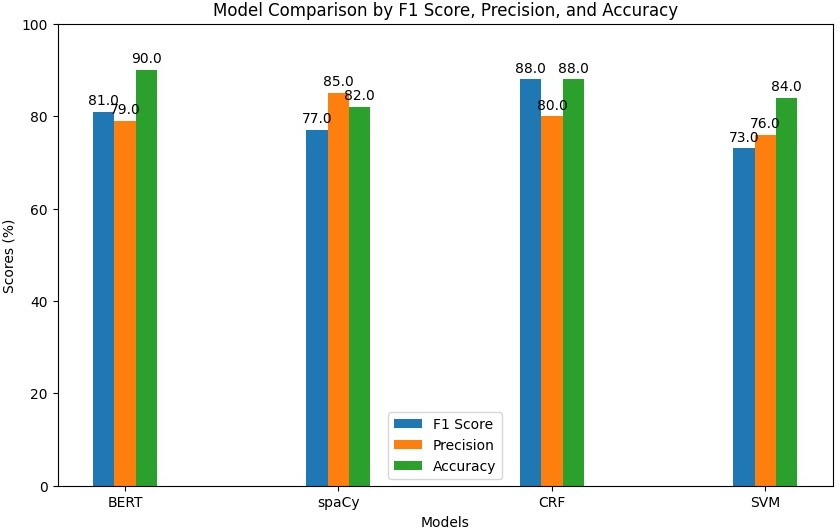 Model Comparison by F1 Score, Precision, and Accuracy
100
80
60
40
20
0
Scores (%)
81.0 79.0 90.0
77.0 85.0 82.0
88.0 80.0 88.0
73.0 76.0 84.0
F1 Score
Precision
Accuracy
BERT spaCy CRF SVM
Models